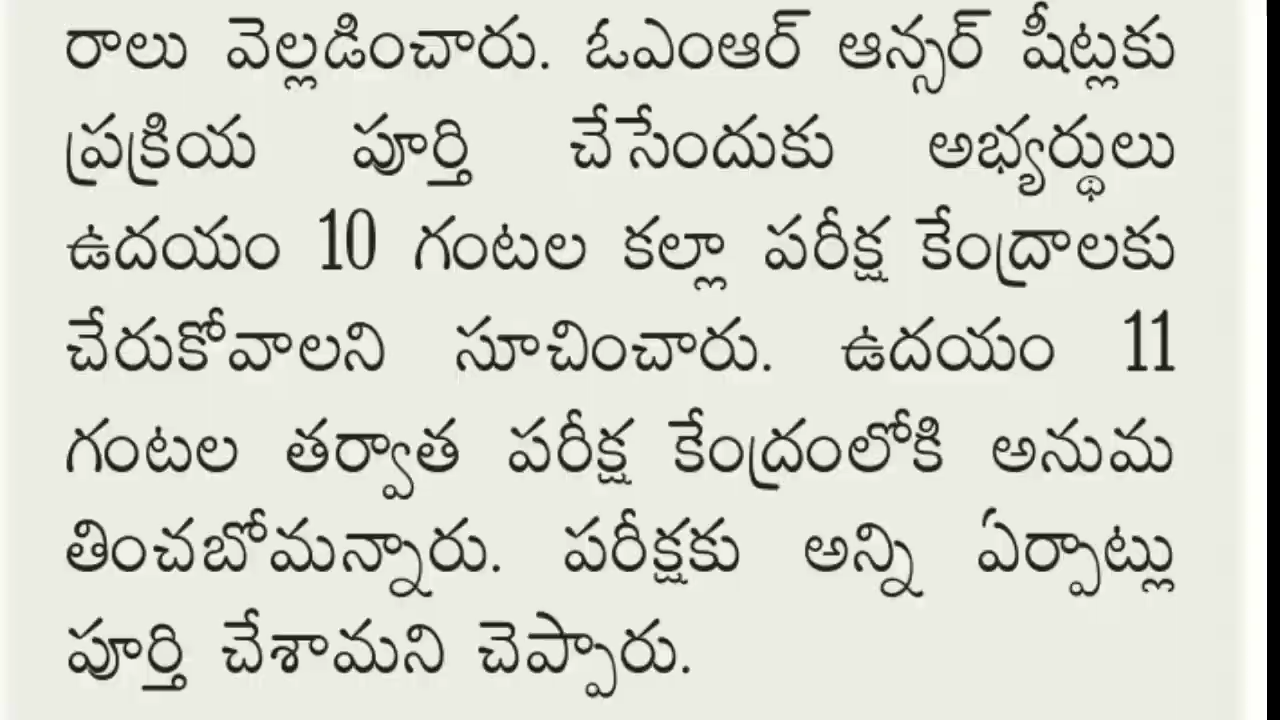 రాలు వెల్లడించారు. ఓఎంఆర్ ఆన్సర్ షీట్లకు
ప్రక్రియ పూర్తి చేసేందుకు అభ్యర్థులు
ఉదయం 10 గంటల కల్లా పరీక్ష కేంద్రాలకు
చేరుకోవాలని సూచించారు. ఉదయం 11
గంటల తర్వాత పరీక్ష కేంద్రంలోకి అనుమ
తించబోమన్నారు. పరీక్షకు అన్ని ఏర్పాట్లు
పూర్తి చేశామని చెప్పారు.